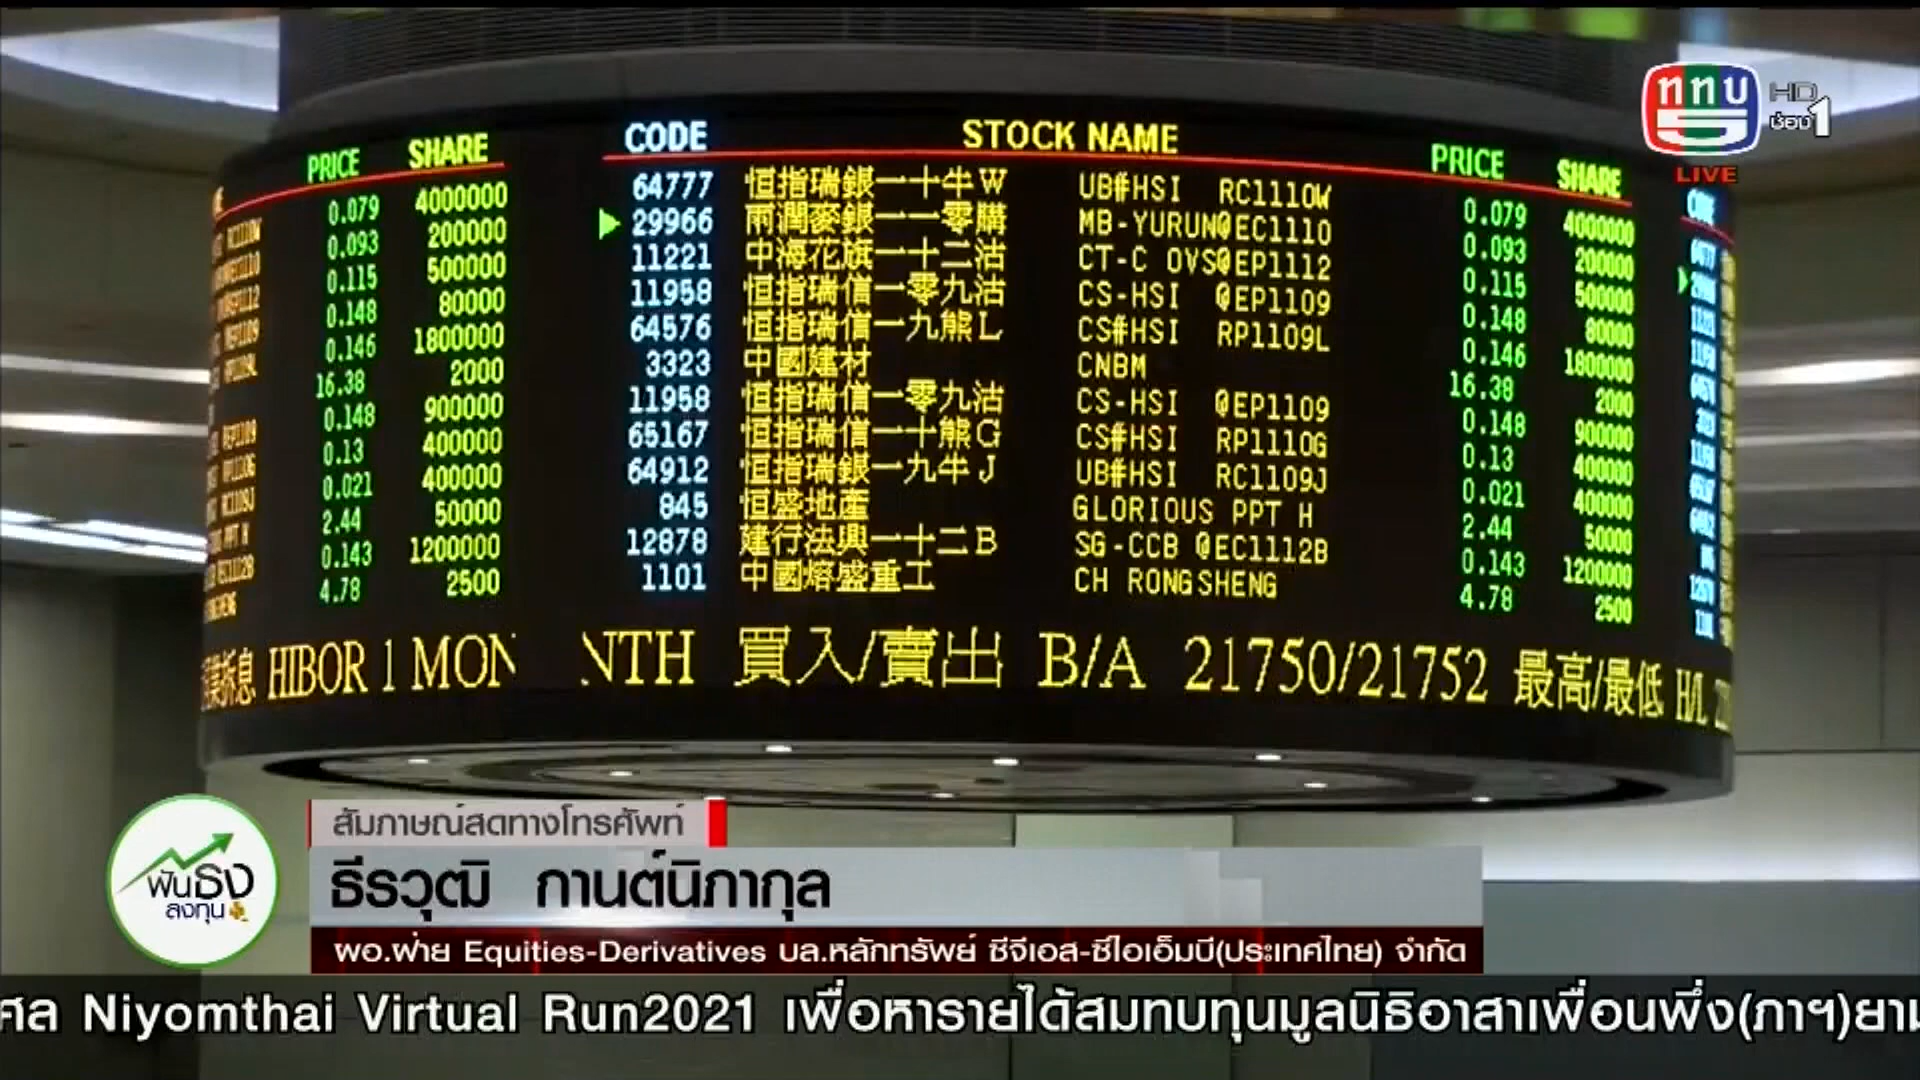 ททบ 5 HD ช่อง1
LIVE
PRICE SHARE
0.079 4000000
0.093 200000
0.115 500000
0.148 80000
0.146 1800000
16.38 2000
0.148 900000
0.13 400000
0.021 400000
2.44 50000
0.143 1200000
4.78 2500
CODE STOCK NAME PRICE SHARE
64777 恒指瑞銀一十牛W UB#HSI RC1110W 0.079 4000000
29966 雨潤麥銀一一零購 MB-YURUN@EC1110 0.093 200000
11221 中海花旗一十二沽 CT-C OVS@EP1112 0.115 500000
11958 恒指瑞信一零九沽 CS-HSI @EP1109 0.148 80000
64576 恒指瑞信一九熊L CS#HSI RP1109L 0.146 1800000
3323 中國建材 CNBM 16.38 2000
11958 恒指瑞信一零九沽 CS-HSI @EP1109 0.148 900000
65167 恒指瑞信一十熊G CS#HSI RP1110G 0.13 400000
64912 恒指瑞銀一九牛J UB#HSI RC1109J 0.021 400000
845 恒盛地產 GLORIOUS PPT H 2.44 50000
12878 建行法興一十二B SG-CCB @EC1112B 0.143 1200000
1101 中國熔盛重工 CH RONGSHENG 4.78 2500
拆息 HIBOR 1 MON NTH 買入/賣出 B/A 21750/21752 最高/最低 H/L
ฟันธง
ลงทุน
สัมภาษณ์สดทางโทรศัพท์
ธีรวุฒิ กานต์นิภากุล
ผอ.ฝ่าย Equities-Derivatives บล.หลักทรัพย์ ซีจีเอส-ซีไอเอ็มบี(ประเทศไทย) จำกัด
ศล Niyomthai Virtual Run2021 เพื่อหารายได้สมทบทุนมูลนิธิอาสาเพื่อนพึ่ง(ภาฯ)ยาม